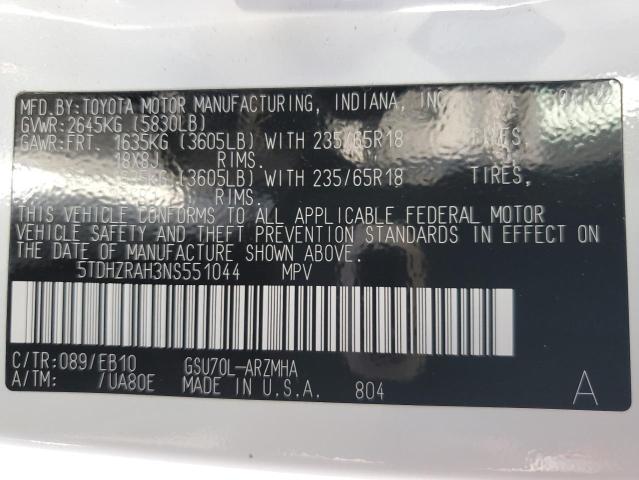 MFD.BY:TOYOTA MOTOR MANUFACTURING, INDIANA, INC
GVWR:2645KG (5830LB)
GAWR:FRT. 1635KG (3605LB) WITH 235/65R18 TIRES,
18X8J RIMS.
1635KG (3605LB) WITH 235/65R18 TIRES,
RIMS.
THIS VEHICLE CONFORMS TO ALL APPLICABLE FEDERAL MOTOR
VEHICLE SAFETY AND THEFT PREVENTION STANDARDS IN EFFECT ON
THE DATE OF MANUFACTURE SHOWN ABOVE.
5TDHZRAH3NS551044 MPV
C/TR:089/EB10 GSU70L-ARZMHA
A/TM: /UA80E MADE IN U.S.A. 804 A